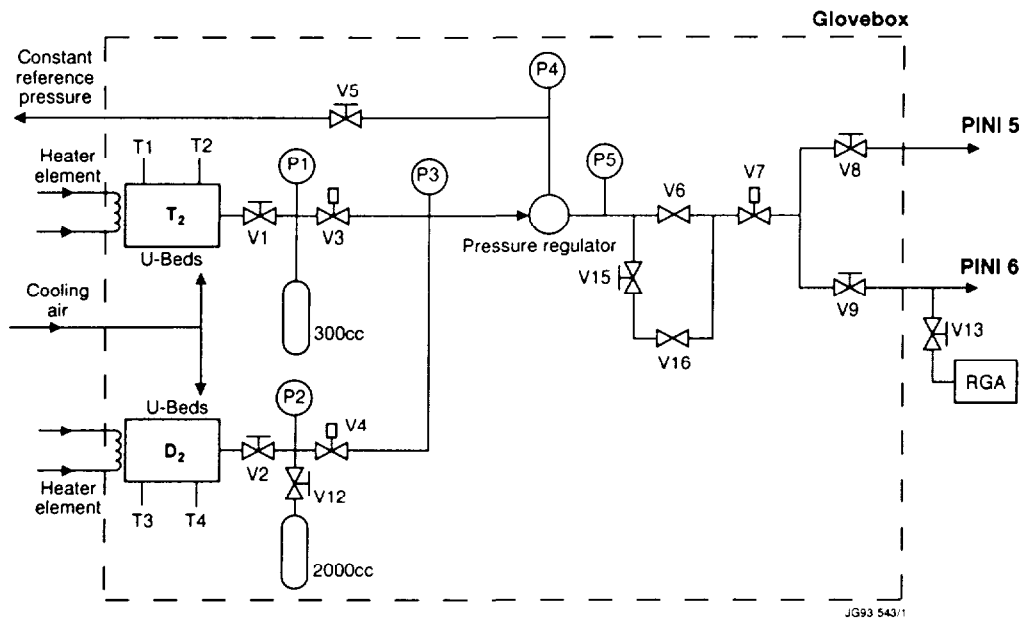 Glovebox
Constant
reference
pressure
P4
V5
PINI 5
Heater
element
T1
T2
P1
P3
P5
V6
V7
V8
T₂
V1
V3
Pressure regulator
U-Beds
V15
PINI 6
Cooling
air
300cc
V16
V9
V13
RGA
U-Beds
P2
V4
D₂
V2
V12
Heater
element
T3
T4
2000cc
JG93 543/1